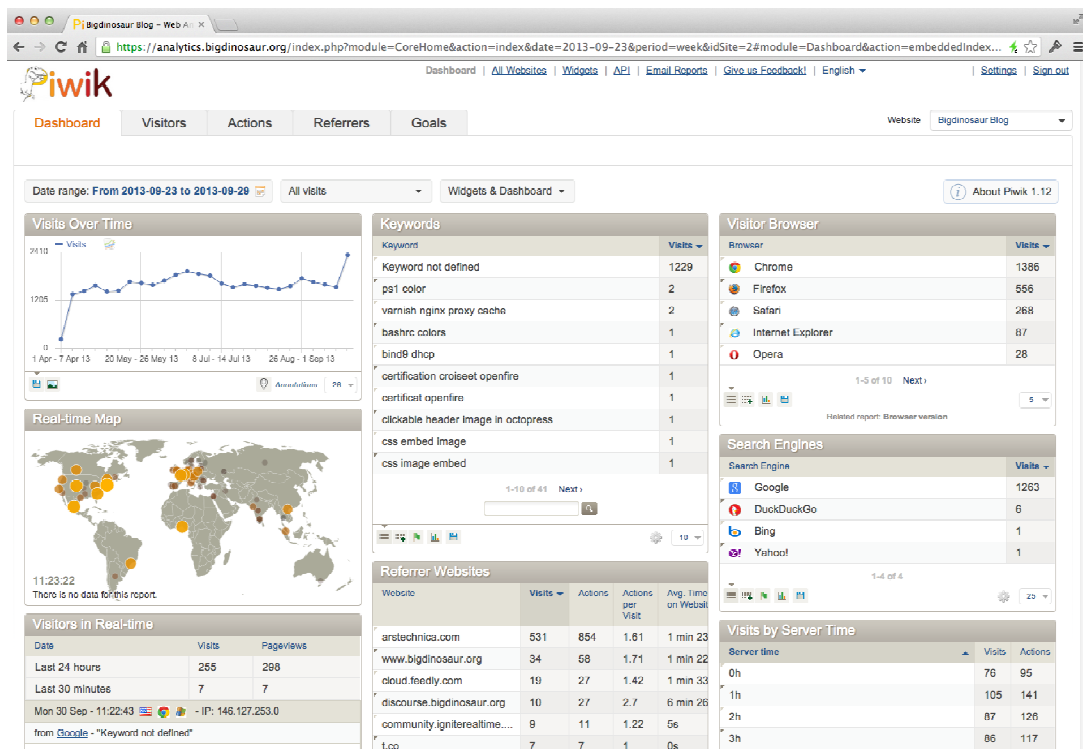 Bigdinosaur Blog – Web An
https://analytics.bigdinosaur.org/index.php?module=CoreHome&action=index&date=2013-09-23&period=week&idSite=2#module=Dashboard&action=embeddedIndex...
Piwik
Dashboard | All Websites | Widgets | API | Email Reports | Give us Feedback! | English | Settings | Sign out
Dashboard Visitors Actions Referrers Goals
Website Bigdinosaur Blog
Date range: From 2013-09-23 to 2013-09-29
All visits
Widgets & Dashboard
About Piwik 1.12
Visits Over Time
Visits
2410
1205
0
1 Apr - 7 Apr 13 20 May - 26 May 13 8 Jul - 14 Jul 13 26 Aug - 1 Sep 13
Annotations 26
Real-time Map
11:23:22
There is no data for this report.
Visitors in Real-time
Date Visits Pageviews
Last 24 hours 255 298
Last 30 minutes 7 7
Mon 30 Sep - 11:22:43 - IP: 146.127.253.0
from Google - "Keyword not defined"
Keywords
Keyword Visits
Keyword not defined 1229
ps1 color 2
varnish nginx proxy cache 2
bashrc colors 1
bind9 dhcp 1
certification croiseet openfire 1
certificat openfire 1
clickable header image in octopress 1
css embed image 1
css image embed 1
1-10 of 41 Next ›
10
Referrer Websites
Website Visits Actions Actions per Visit Avg. Time on Websit
arstechnica.com 531 854 1.61 1 min 23
www.bigdinosaur.org 34 58 1.71 1 min 22
cloud.feedly.com 19 27 1.42 1 min 33
discourse.bigdinosaur.org 10 27 2.7 6 min 26
community.igniterealtime.... 9 11 1.22 5s
t.co 7 7 1 0s
Visitor Browser
Browser Visits
Chrome 1386
Firefox 556
Safari 268
Internet Explorer 87
Opera 28
1-5 of 10 Next ›
5
Related report: Browser version
Search Engines
Search Engine Visits
Google 1263
DuckDuckGo 6
Bing 1
Yahoo! 1
1-4 of 4
25
Visits by Server Time
Server time Visits Actions
0h 76 95
1h 105 141
2h 87 126
3h 86 117